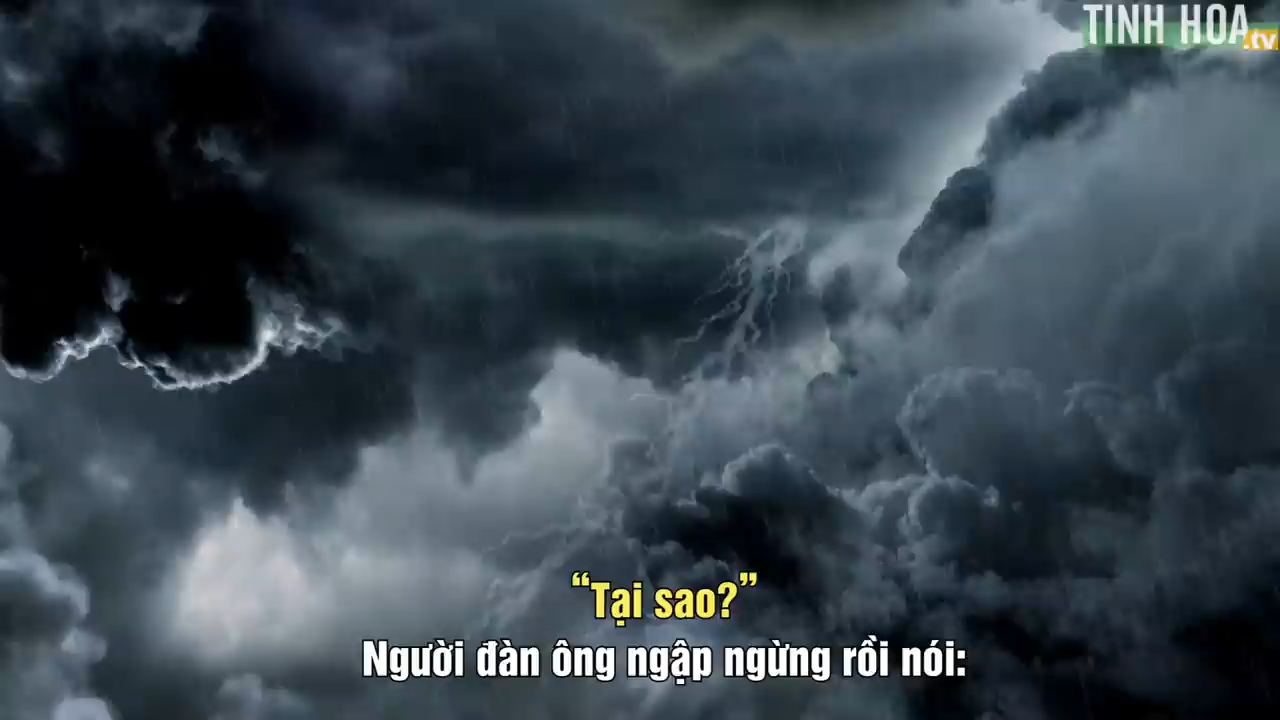 TINH HOA
.tv
“Tại sao?”
Người đàn ông ngập ngừng rồi nói: